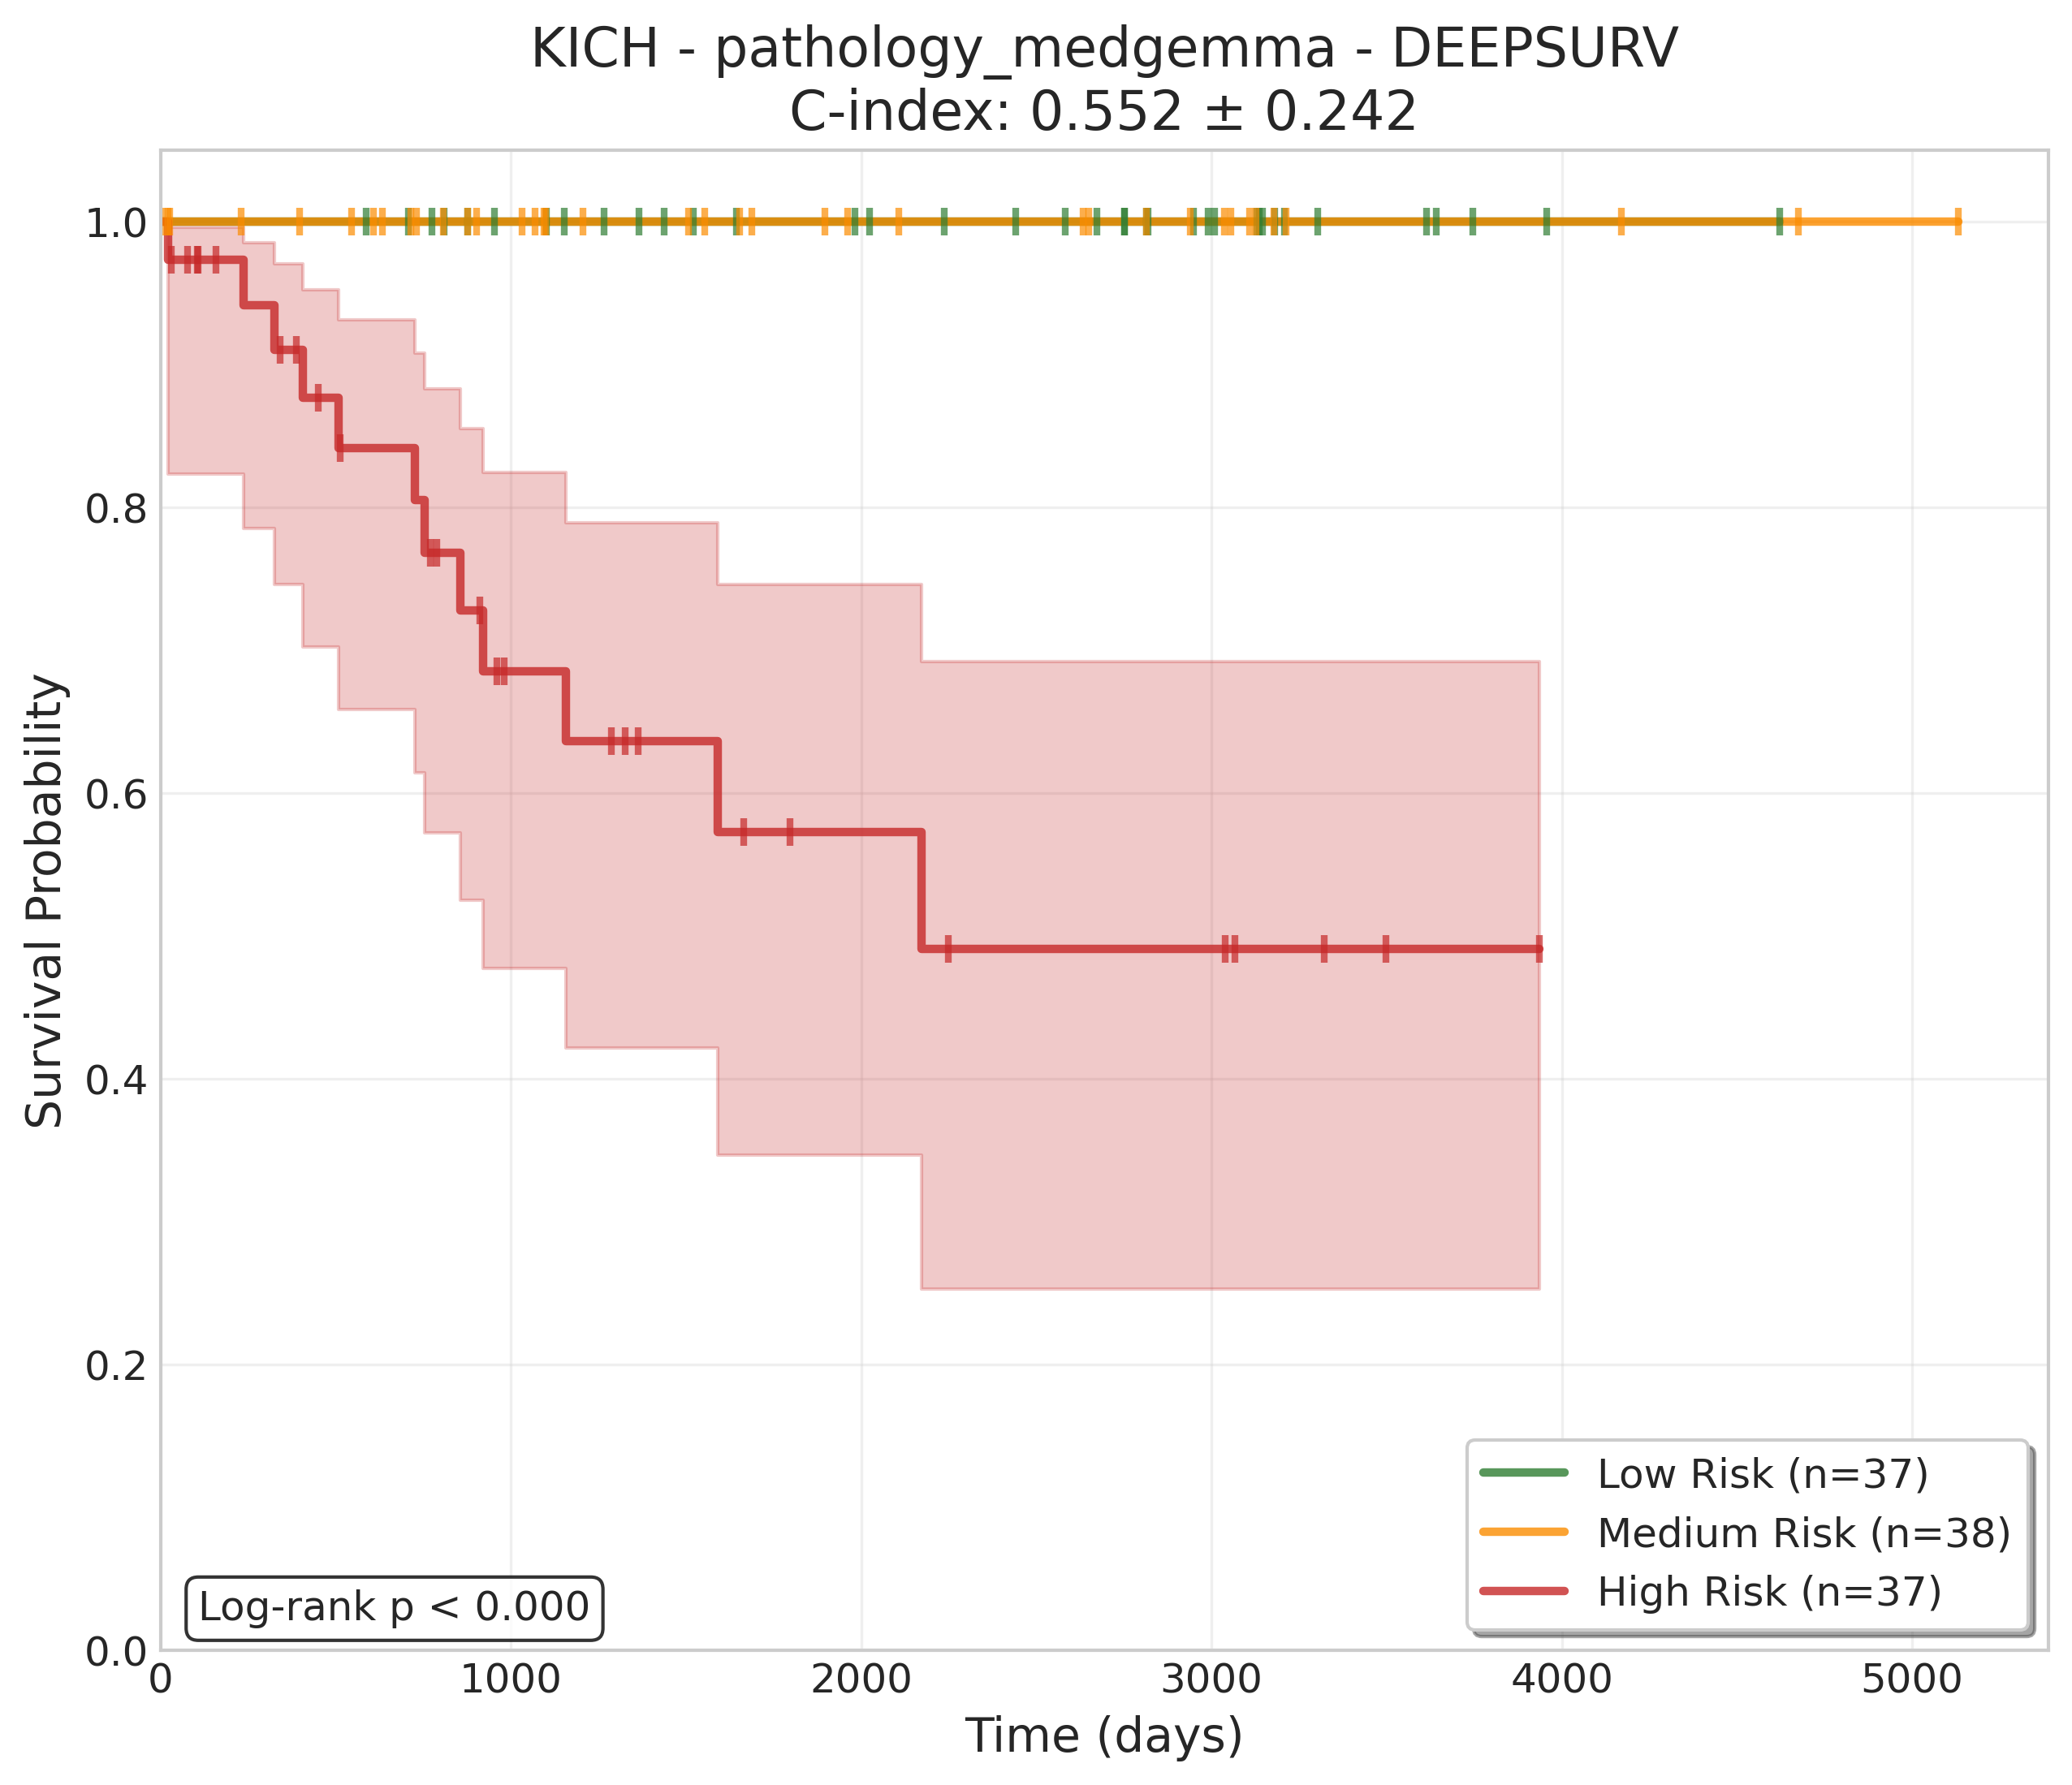 KICH - pathology_medgemma - DEEPSURV
C-index: 0.552 ± 0.242
Survival Probability
1.0
0.8
0.6
0.4
0.2
0.0
0 1000 2000 3000 4000 5000
Time (days)
Log-rank p < 0.000
Low Risk (n=37)
Medium Risk (n=38)
High Risk (n=37)